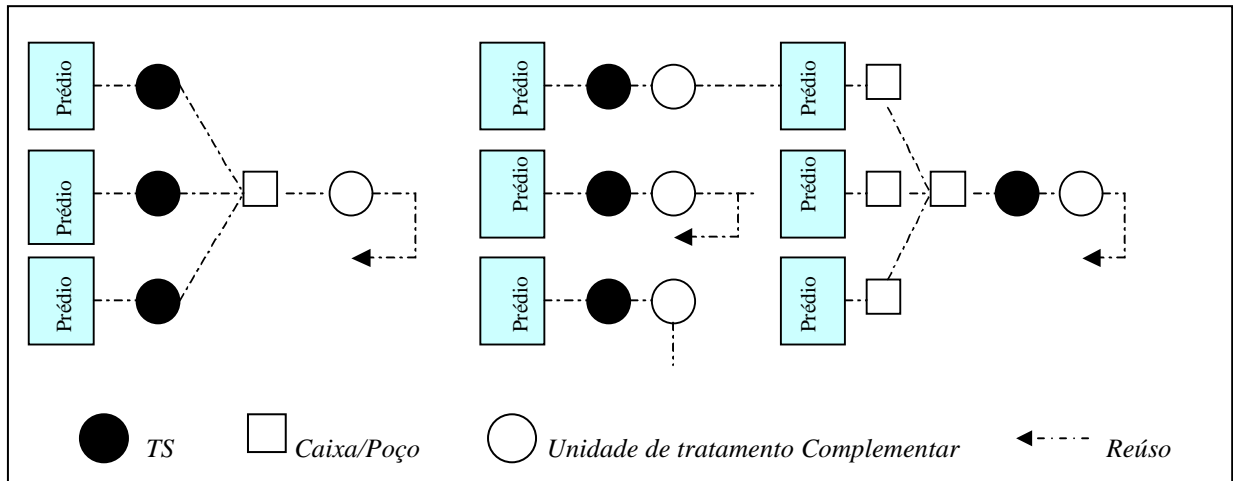 Prédio
Prédio
Prédio
Prédio
Prédio
Prédio
Prédio
Prédio
Prédio
TS
Caixa/Poço
Unidade de tratamento Complementar
Reúso